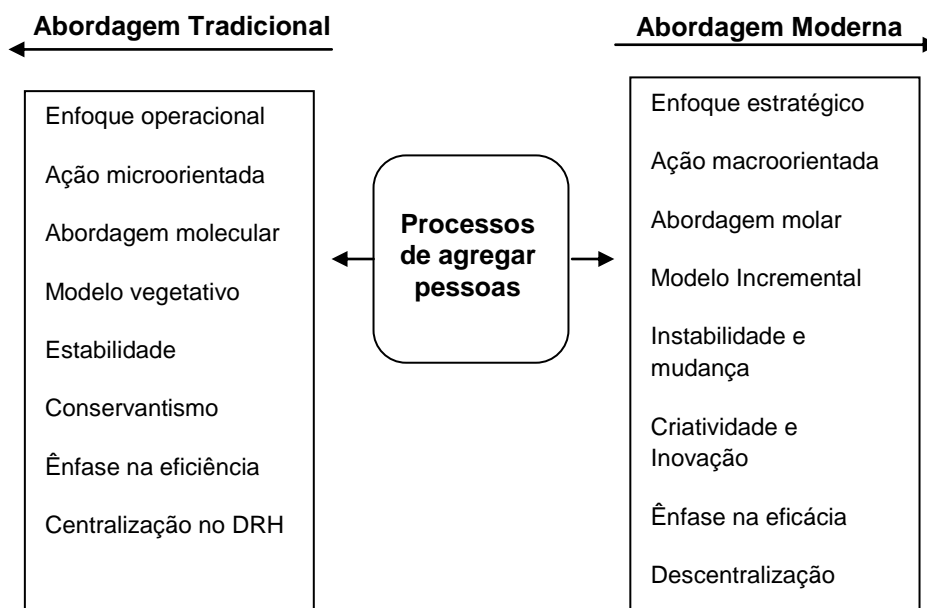 Abordagem Tradicional
Enfoque operacional
Ação microorientada
Abordagem molecular
Modelo vegetativo
Estabilidade
Conservantismo
Ênfase na eficiência
Centralização no DRH
Processos
de agregar
pessoas
Abordagem Moderna
Enfoque estratégico
Ação macroorientada
Abordagem molar
Modelo Incremental
Instabilidade e
mudança
Criatividade e
Inovação
Ênfase na eficácia
Descentralização